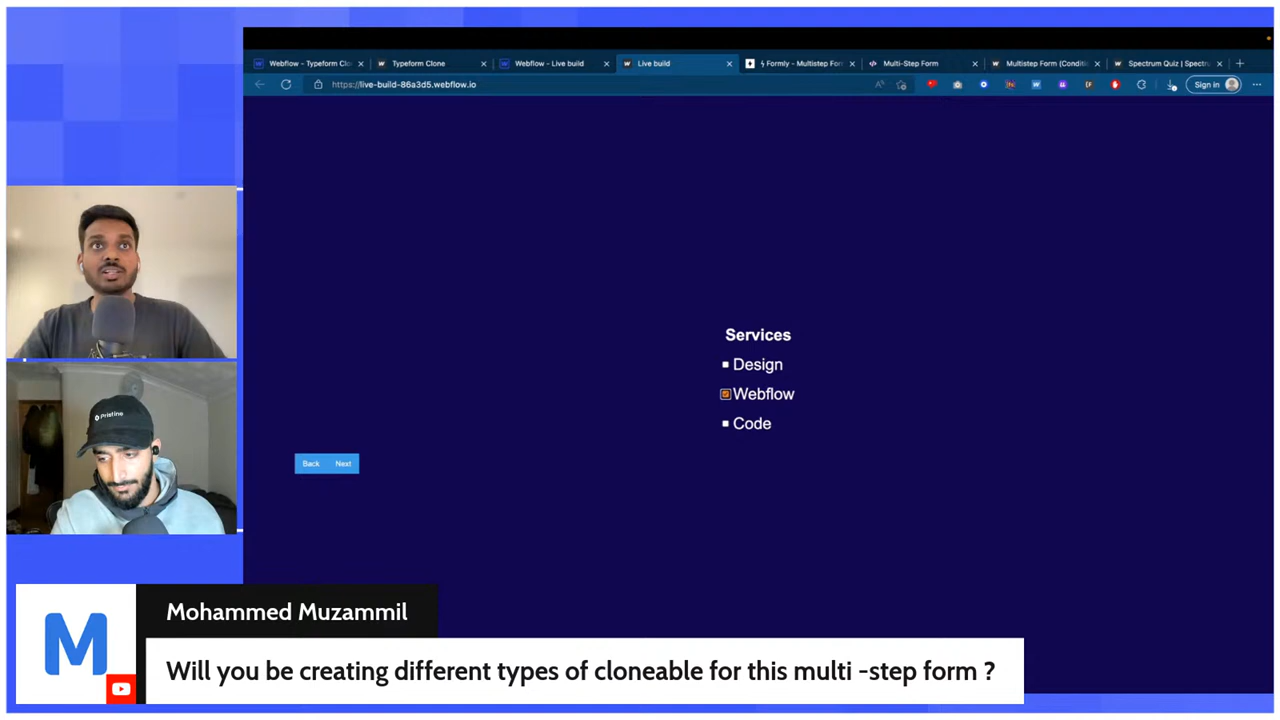 Webflow - Typeform Clo
Typeform Clone
Webflow - Live build
Live build
Formly - Multistep For
Multi-Step Form
Multistep Form (Conditi
Spectrum Quiz | Spectr
https://live-build-86a3d5.webflow.io
Sign in
Services
Design
Webflow
Code
Back Next
Pristine
M
Mohammed Muzammil
Will you be creating different types of cloneable for this multi -step form ?